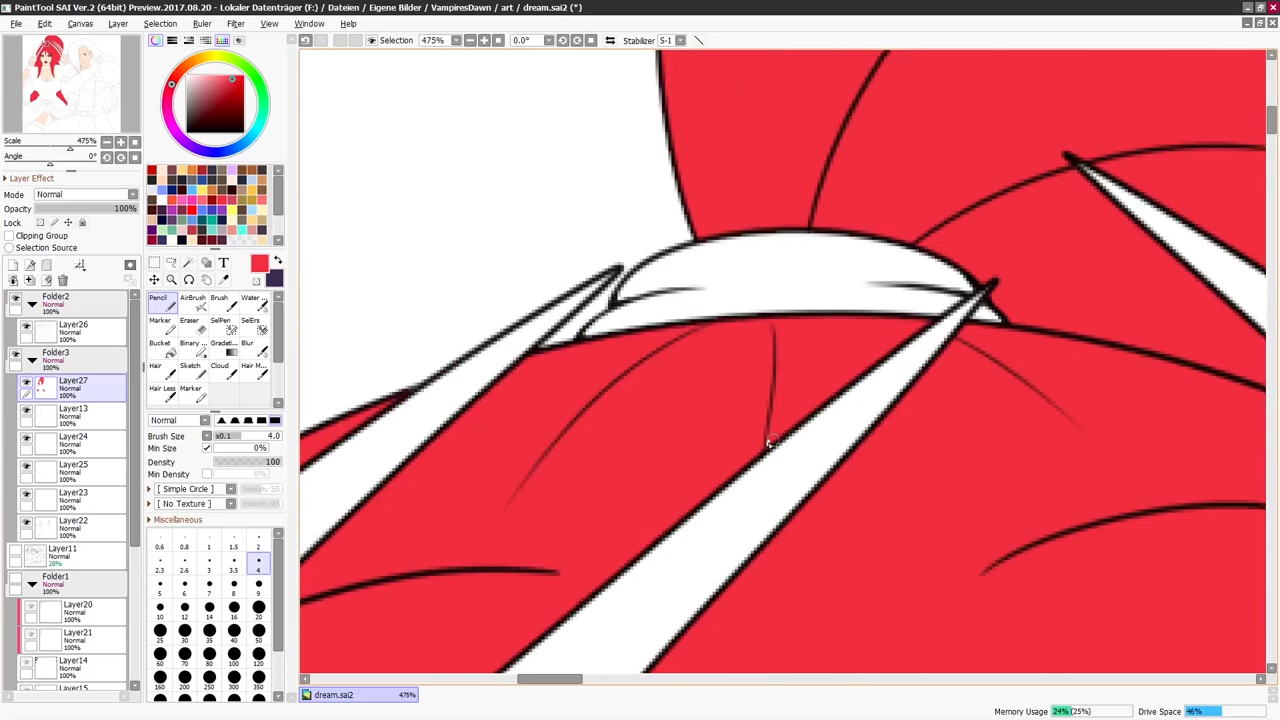 PaintTool SAI Ver.2 (64bit) Preview.2017.08.20 - Lokaler Datenträger (F:) / Dateien / Eigene Bilder / VampiresDawn / art / dream.sai2 (*)
File Edit Canvas Layer Selection Ruler Filter View Window Help
Selection 475% 0.0° Stabilizer S-1
Scale 475%
Angle 0°
Layer Effect
Mode Normal
Opacity 100%
Lock
Clipping Group
Selection Source
Folder2
Normal
100%
Layer26
Normal
100%
Folder3
Normal
100%
Layer27
Normal
100%
Layer13
Normal
100%
Layer24
Normal
100%
Layer25
Normal
100%
Layer23
Normal
100%
Layer22
Normal
100%
Layer11
Normal
28%
Folder1
Normal
100%
Layer20
Normal
100%
Layer21
Normal
100%
Layer14
Normal
100%
Layer15
T
Pencil AirBrush Brush Water ..
Marker Eraser SelPen SelErs
Bucket Binary .. Gradati.. Blur
Hair Sketch Cloud Hair M...
Hair Less Marker
Normal
Brush Size x0.1 4.0
Min Size 0%
Density 100
Min Density 0%
[ Simple Circle ]
[ No Texture ]
Miscellaneous
0.6 0.8 1 1.5 2
2.3 2.6 3 3.5 4
5 6 7 8 9
10 12 14 16 20
25 30 35 40 50
60 70 80 100 120
160 200 250 300 350
dream.sai2 475%
Memory Usage 24% (25%) Drive Space 46%